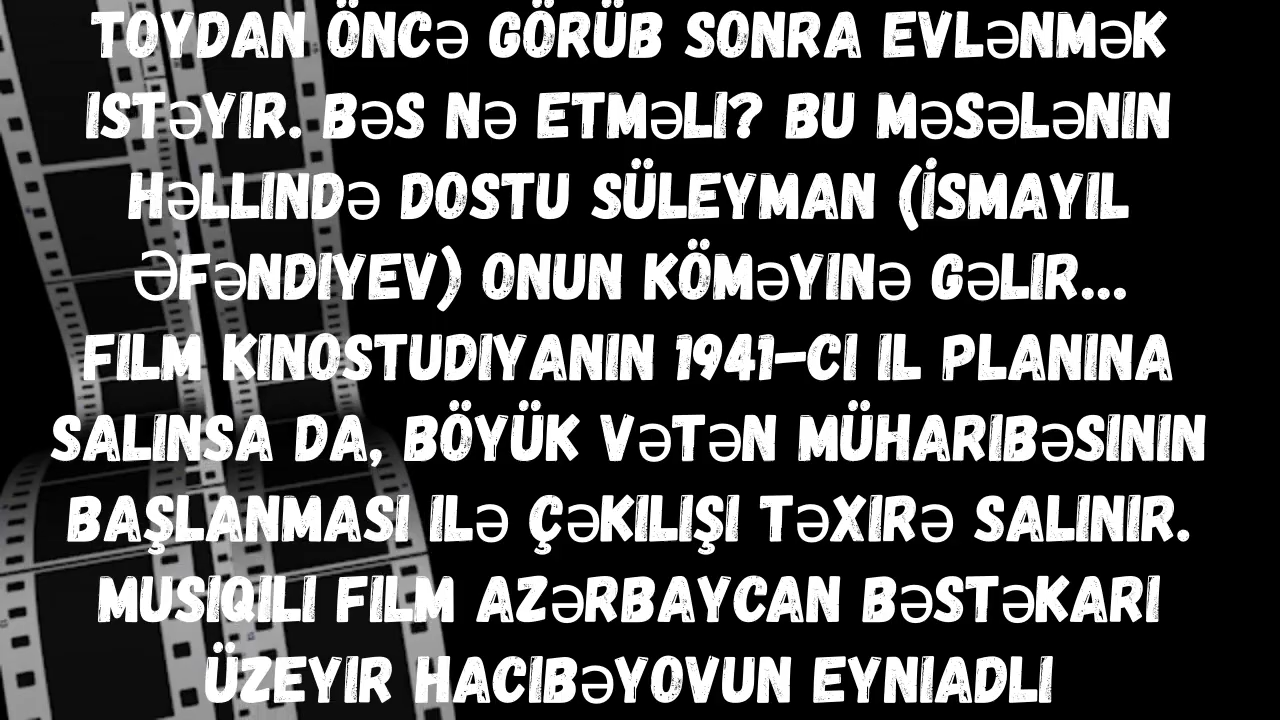 TOYDAN ÖNCə GÖRÜB SONRA EVLəNMəK
ISTəYIR. BəS Nə ETMəLI? BU MəSəLəNIN
HəLLINDə DOSTU SÜLEYMAN (İSMAYIL
ƏFəNDIYEV) ONUN KÖMəYINə GəLIR...
FILM KINOSTUDIYANIN 1941-CI IL PLANINA
SALINSA DA, BÖYÜK VəTəN MÜHARIBəSININ
BAŞLANMASI ILə ÇəKILIŞI TəXIRə SALINIR.
MUSIQILI FILM AZəRBAYCAN BəSTəKARI
ÜZEYIR HACIBəYOVUN EYNIADLI